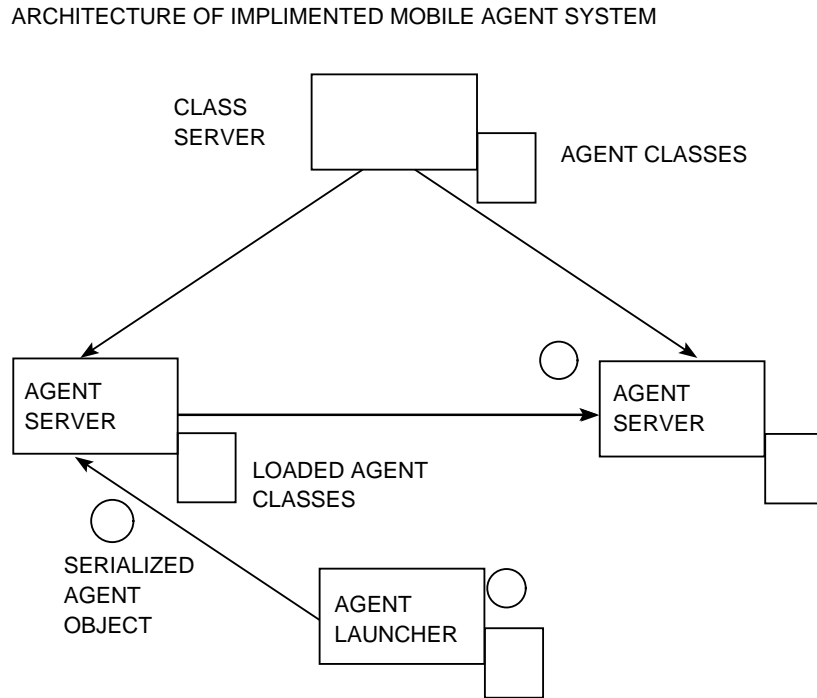 ARCHITECTURE OF IMPLIMENTED MOBILE AGENT SYSTEM
CLASS
SERVER
AGENT CLASSES
AGENT
SERVER
AGENT
SERVER
LOADED AGENT
CLASSES
SERIALIZED
AGENT
OBJECT
AGENT
LAUNCHER